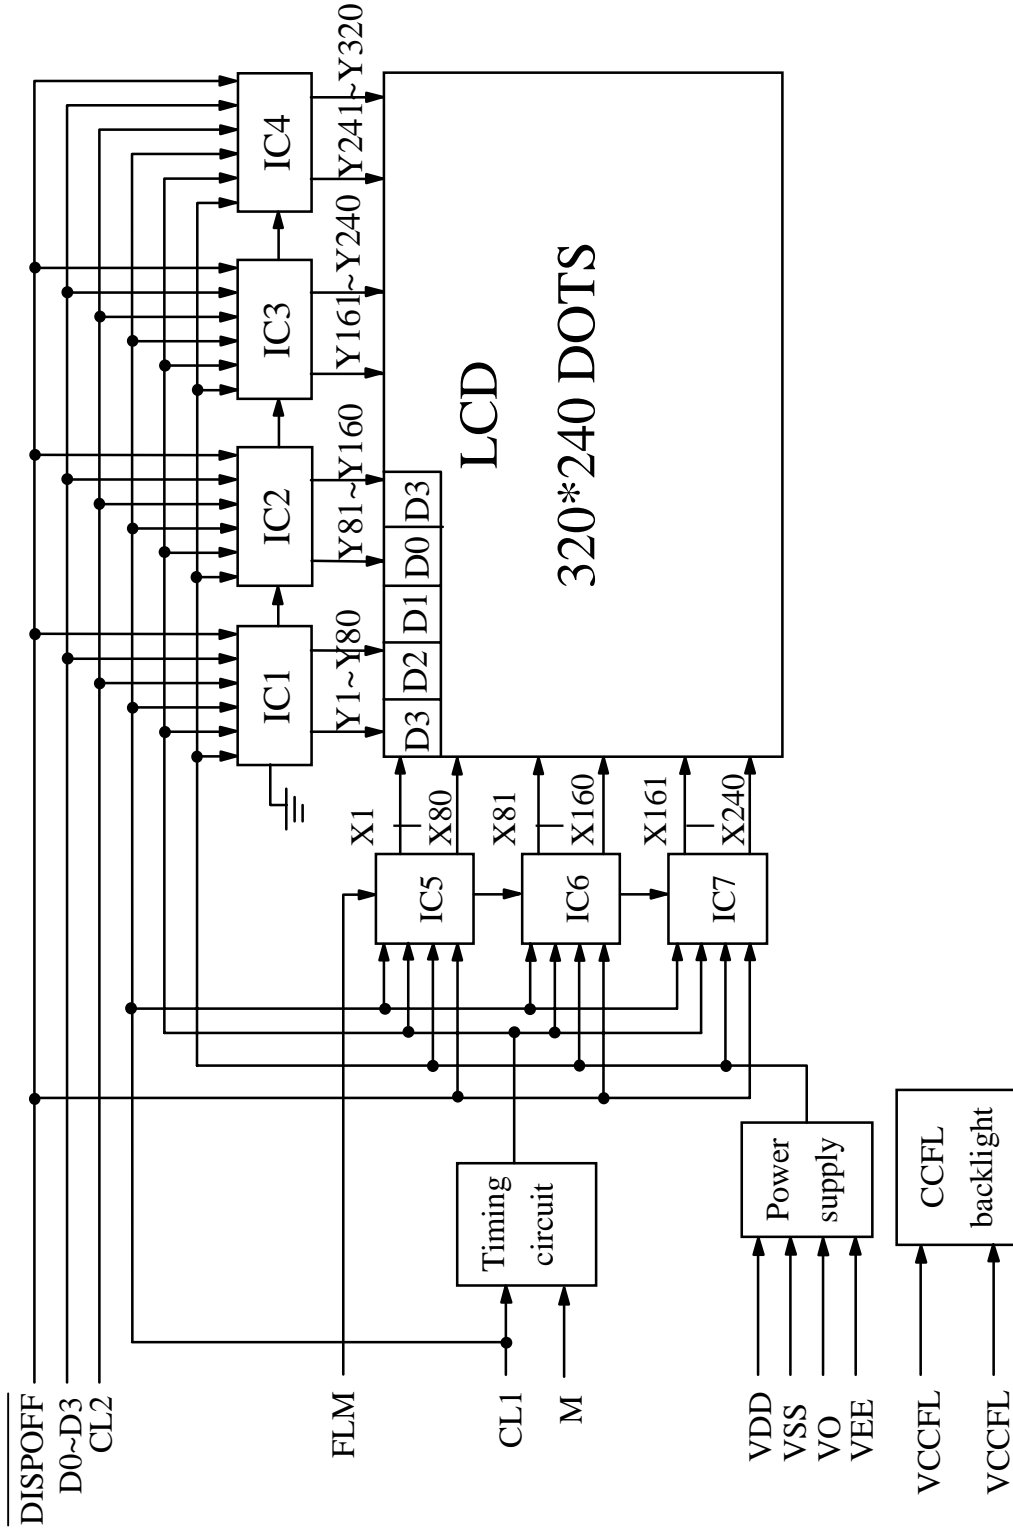 DISPOFF
D0~D3
CL2
FLM
CL1
M
VDD
VSS
VO
VEE
VCCFL
VCCFL
Timing
circuit
Power
supply
CCFL
backlight
IC5
IC6
IC7
X1
X80
X81
X160
X161
X240
IC1
IC2
IC3
IC4
Y1~Y80
Y81~Y160
Y161~Y240
Y241~Y320
D3
D2
D1
D0
D3
LCD
320*240 DOTS